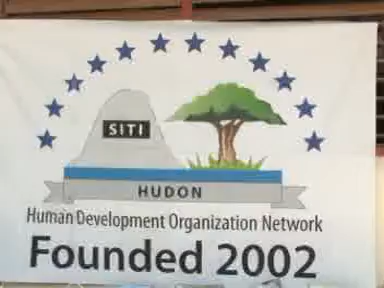 SITI
HUDON
Human Development Organization Network
Founded 2002